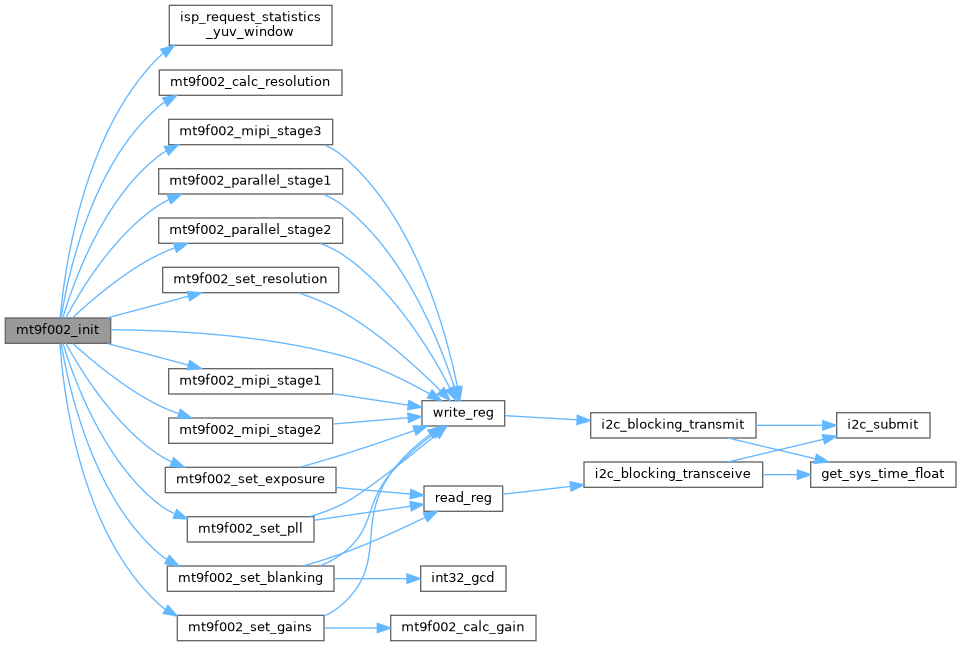 isp_request_statistics
_yuv_window
mt9f002_calc_resolution
mt9f002_mipi_stage3
mt9f002_parallel_stage1
mt9f002_parallel_stage2
mt9f002_set_resolution
mt9f002_init
mt9f002_mipi_stage1
mt9f002_mipi_stage2
mt9f002_set_exposure
mt9f002_set_pll
mt9f002_set_blanking
mt9f002_set_gains
write_reg
read_reg
int32_gcd
mt9f002_calc_gain
i2c_blocking_transmit
i2c_blocking_transceive
i2c_submit
get_sys_time_float